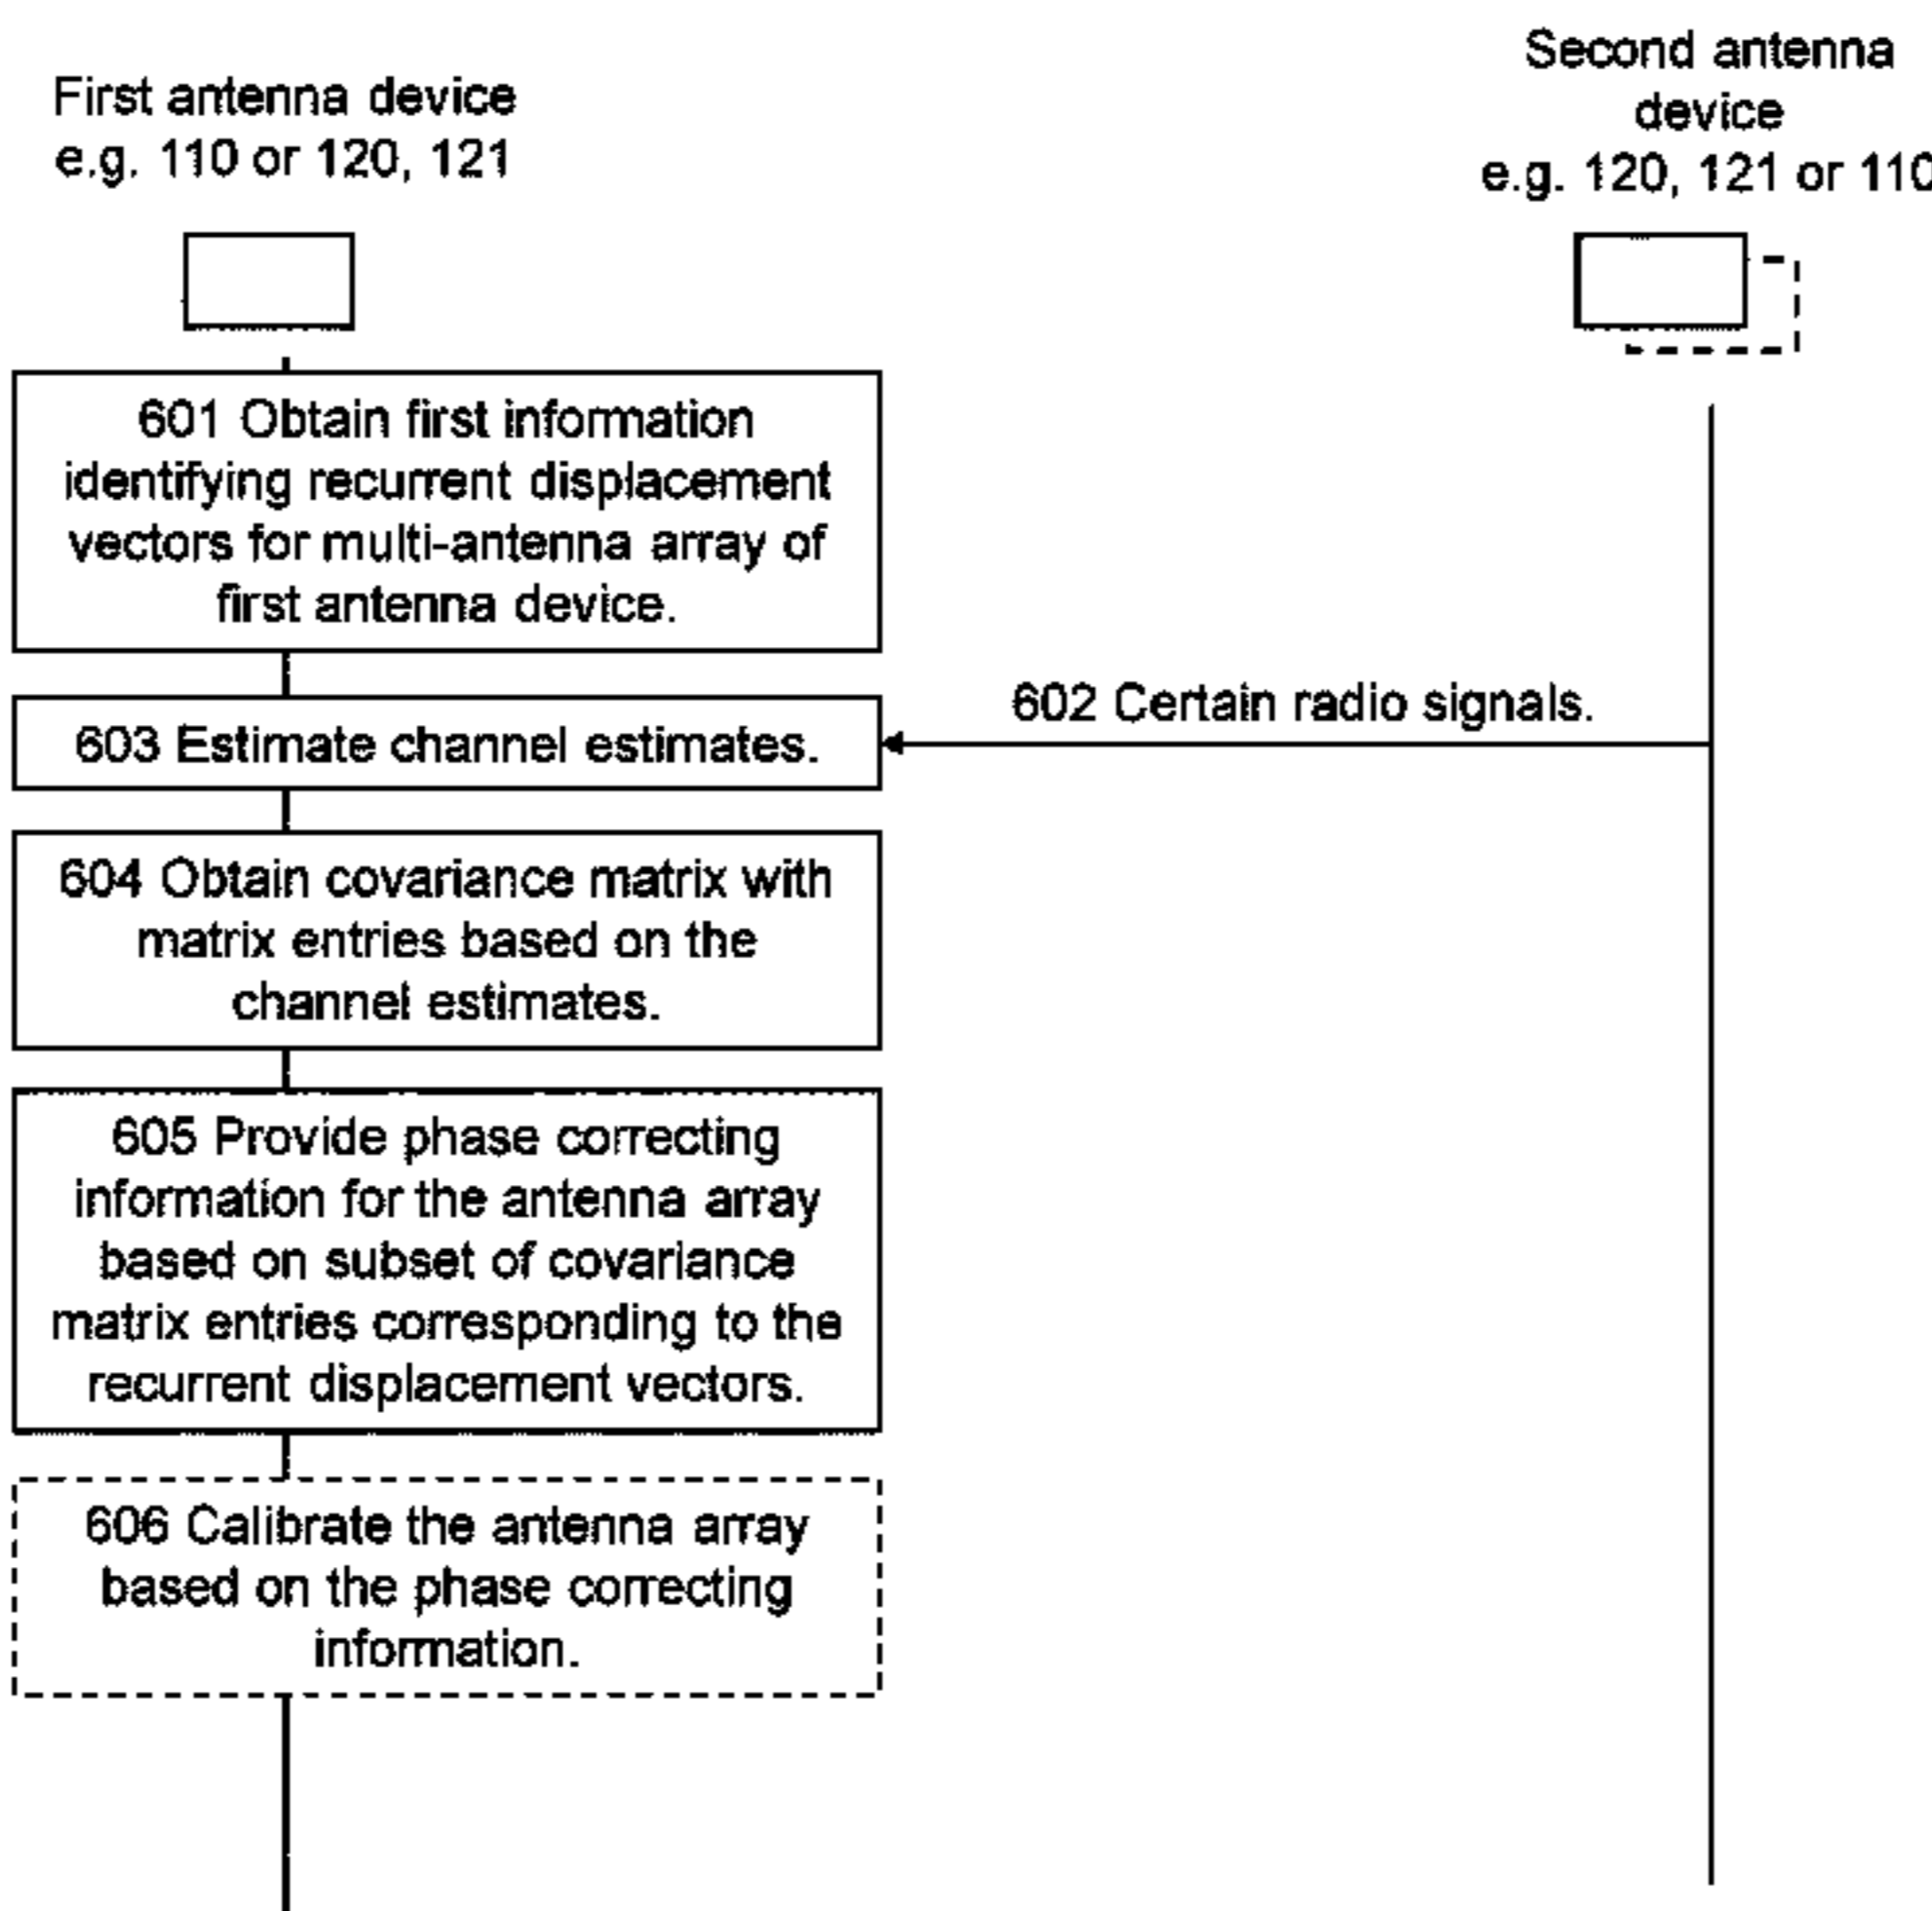 First antenna device
e.g. 110 or 120, 121
Second antenna
device
e.g. 120, 121 or 110
601 Obtain first information
identifying recurrent displacement
vectors for multi-antenna array of
first antenna device.
602 Certain radio signals.
603 Estimate channel estimates.
604 Obtain covariance matrix with
matrix entries based on the
channel estimates.
605 Provide phase correcting
information for the antenna array
based on subset of covariance
matrix entries corresponding to the
recurrent displacement vectors.
606 Calibrate the antenna array
based on the phase correcting
information.